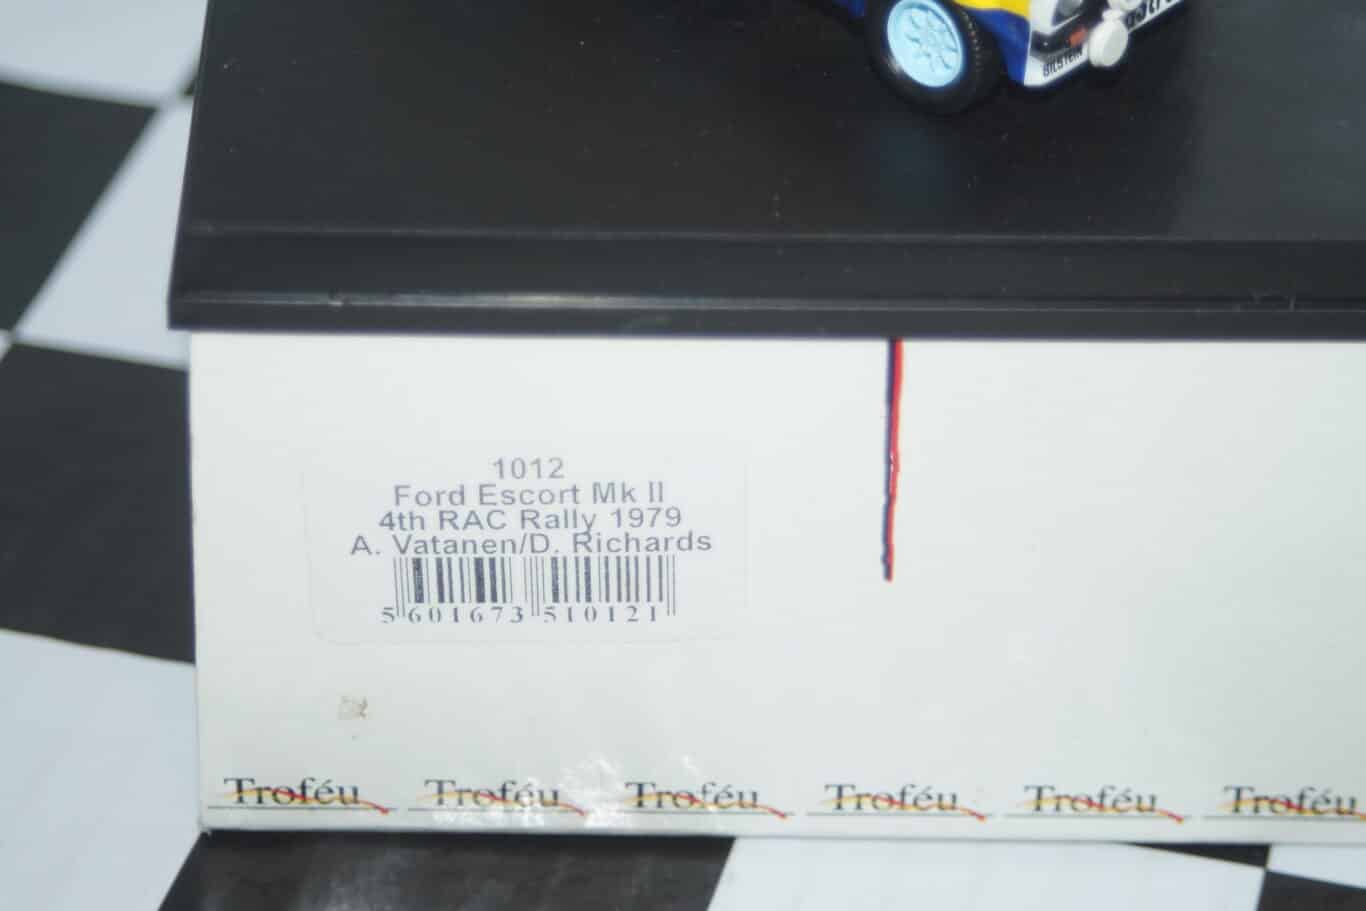 BILSTEIN
1012
Ford Escort Mk II
4th RAC Rally 1979
A. Vatanen/D. Richards
5 601673 510121
Troféu Troféu Troféu Troféu Troféu Troféu